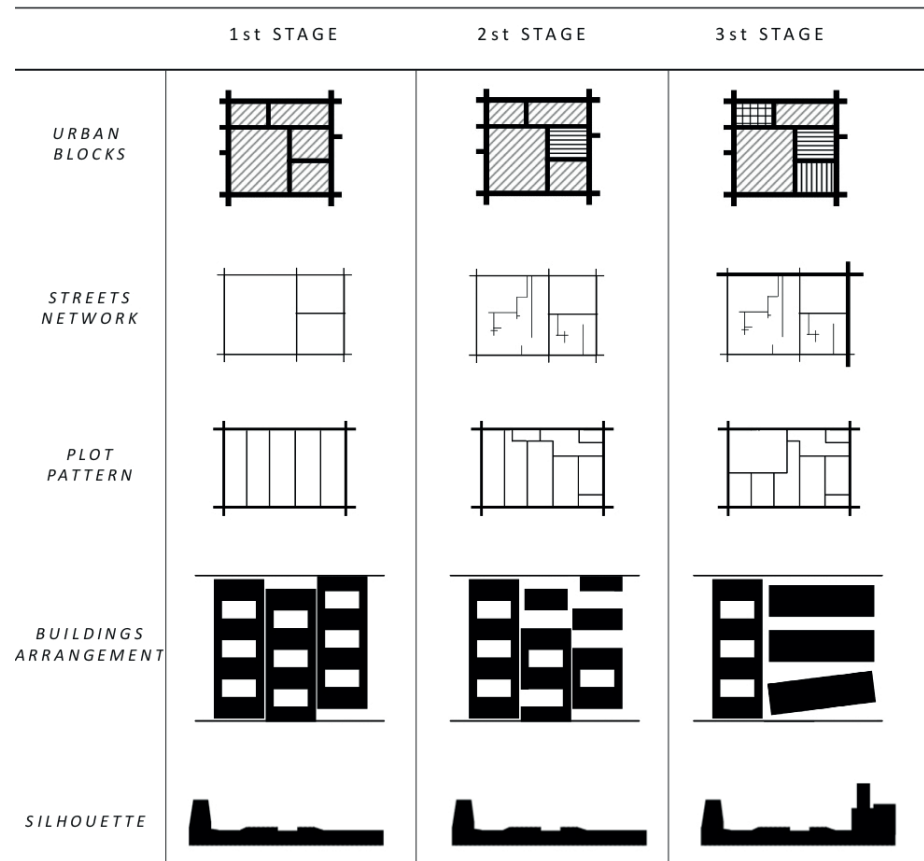 1st STAGE
2st STAGE
3st STAGE
URBAN
BLOCKS
STREETS
NETWORK
PLOT
PATTERN
BUILDINGS
ARRANGEMENT
SILHOUETTE